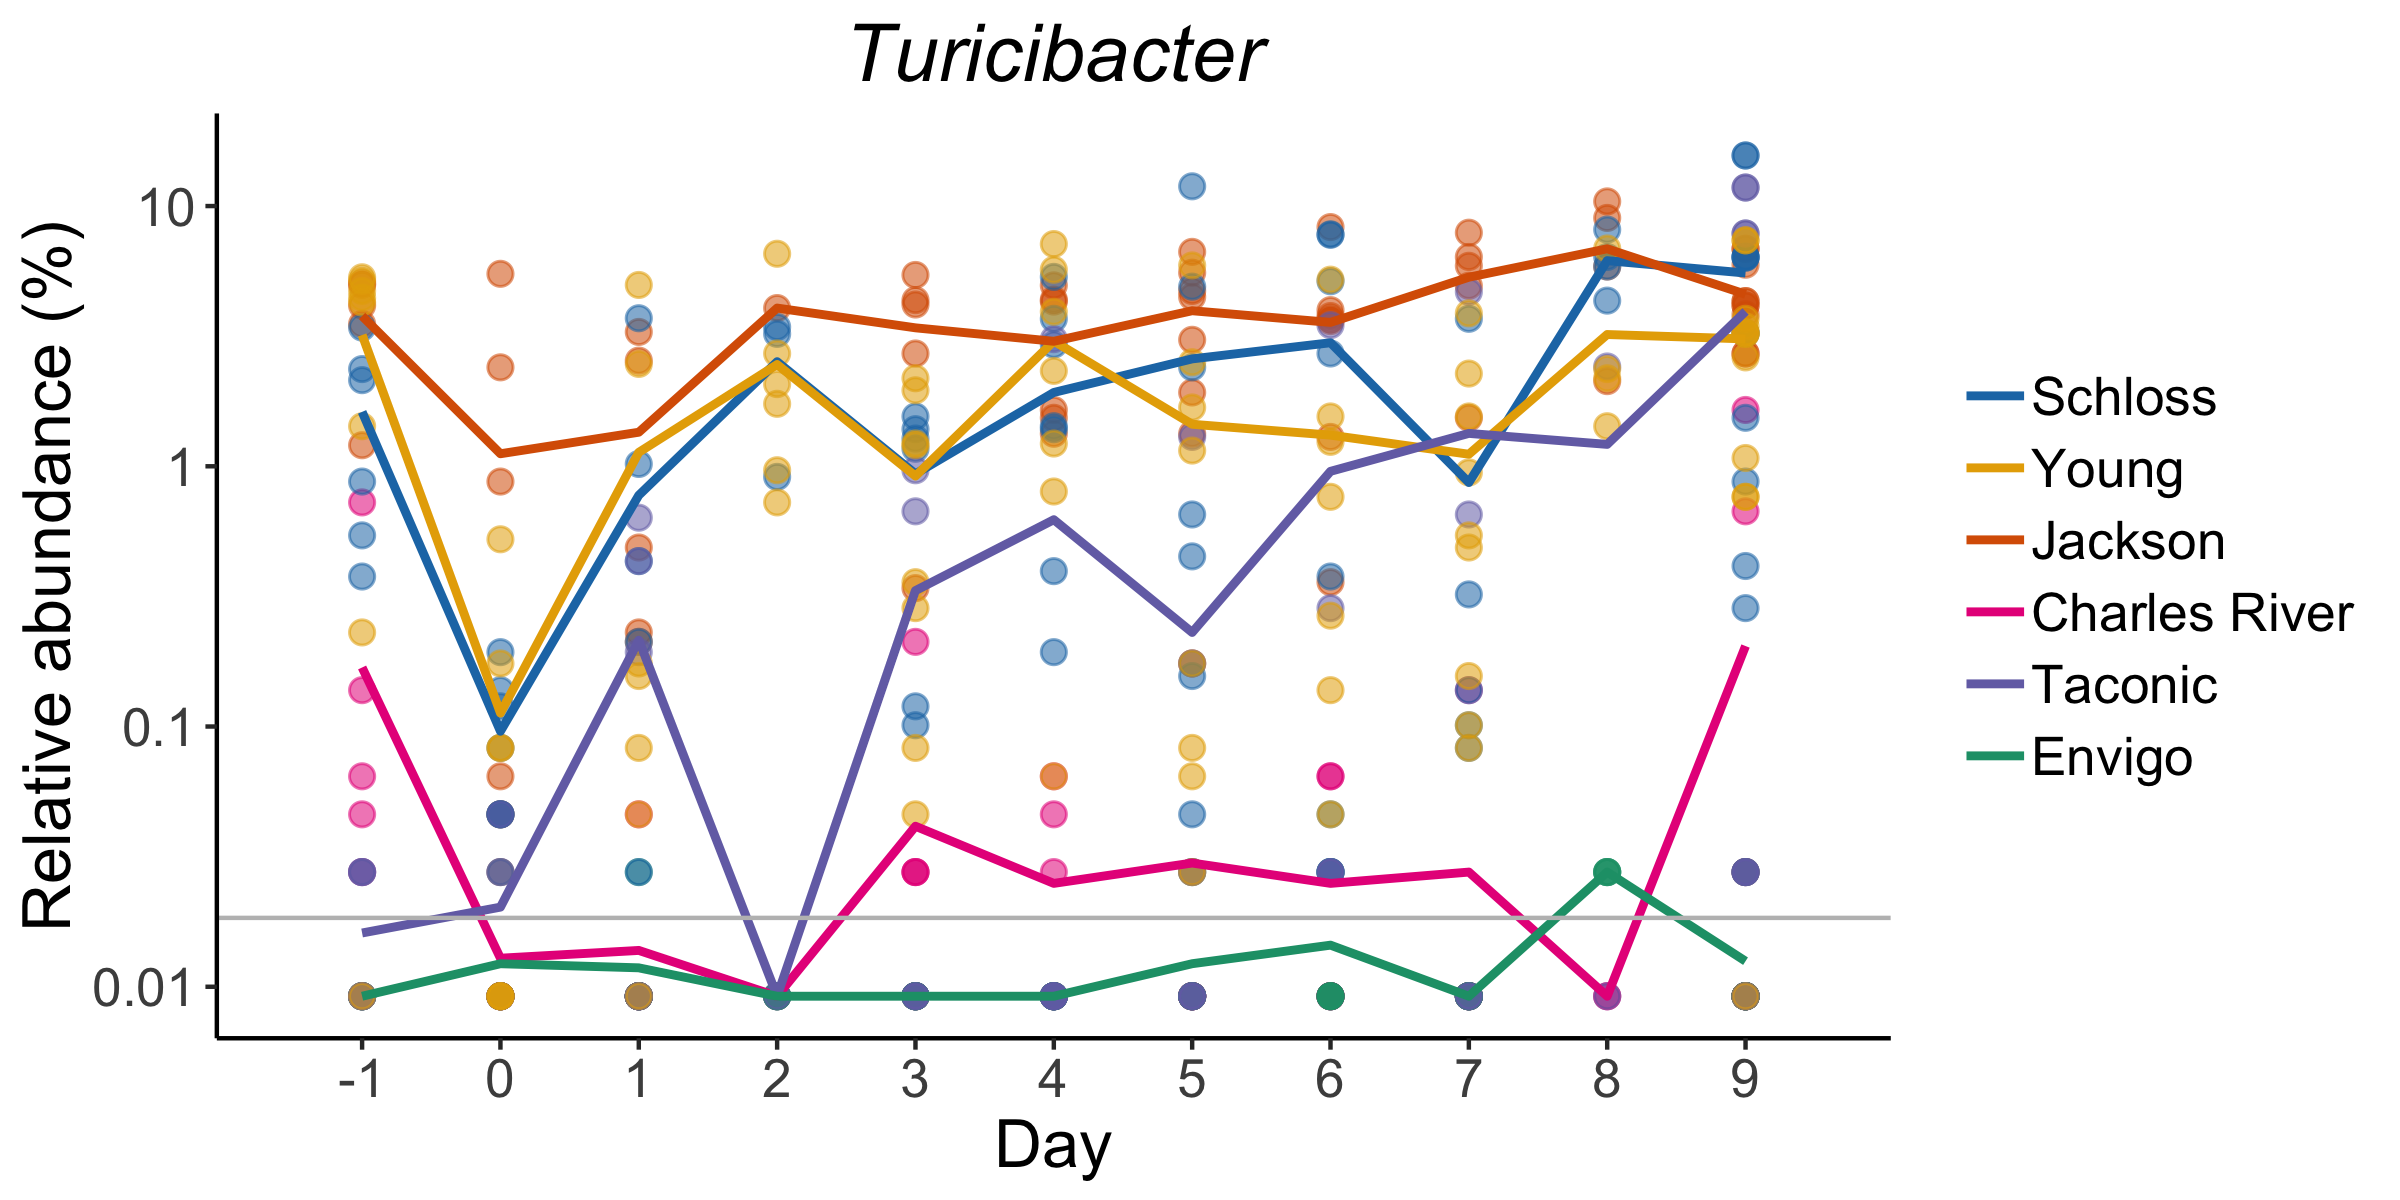 Turicibacter
Relative abundance (%)
10
1
0.1
0.01
-1 0 1 2 3 4 5 6 7 8 9
Day
Schloss
Young
Jackson
Charles River
Taconic
Envigo